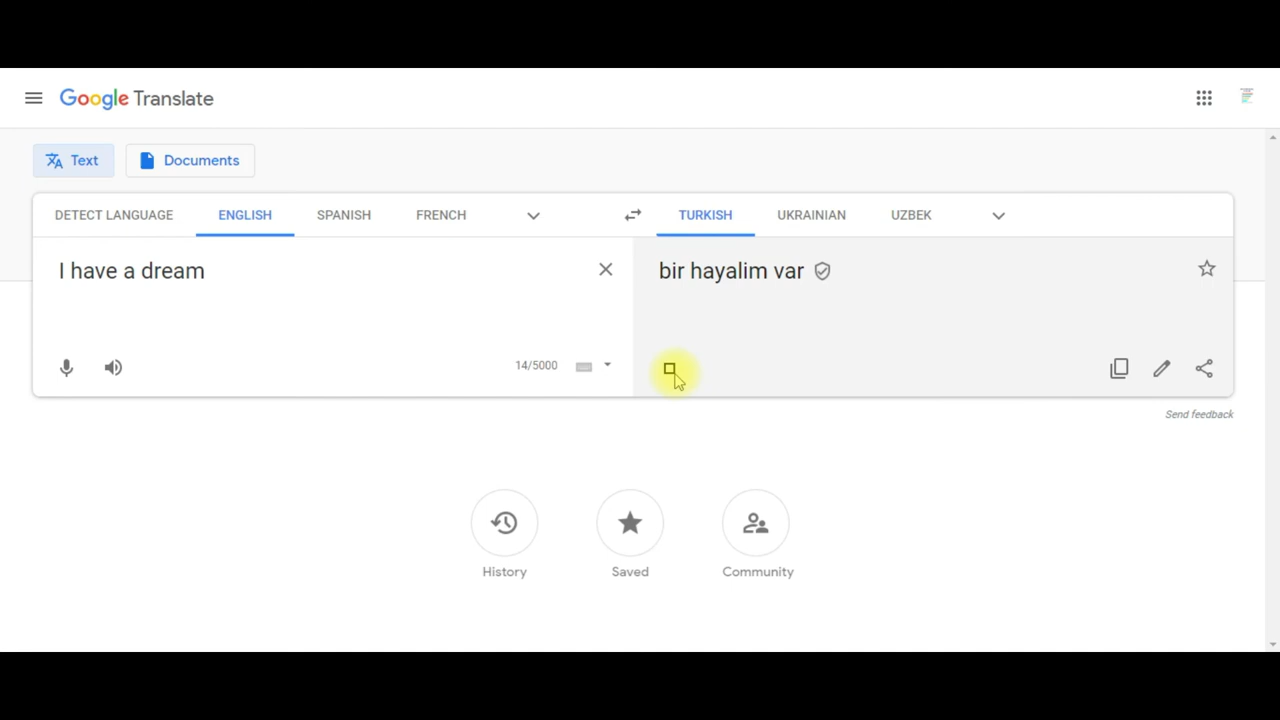 Google Translate
Text
Documents
DETECT LANGUAGE
ENGLISH
SPANISH
FRENCH
TURKISH
UKRAINIAN
UZBEK
I have a dream
bir hayalim var
14/5000
Send feedback
History
Saved
Community